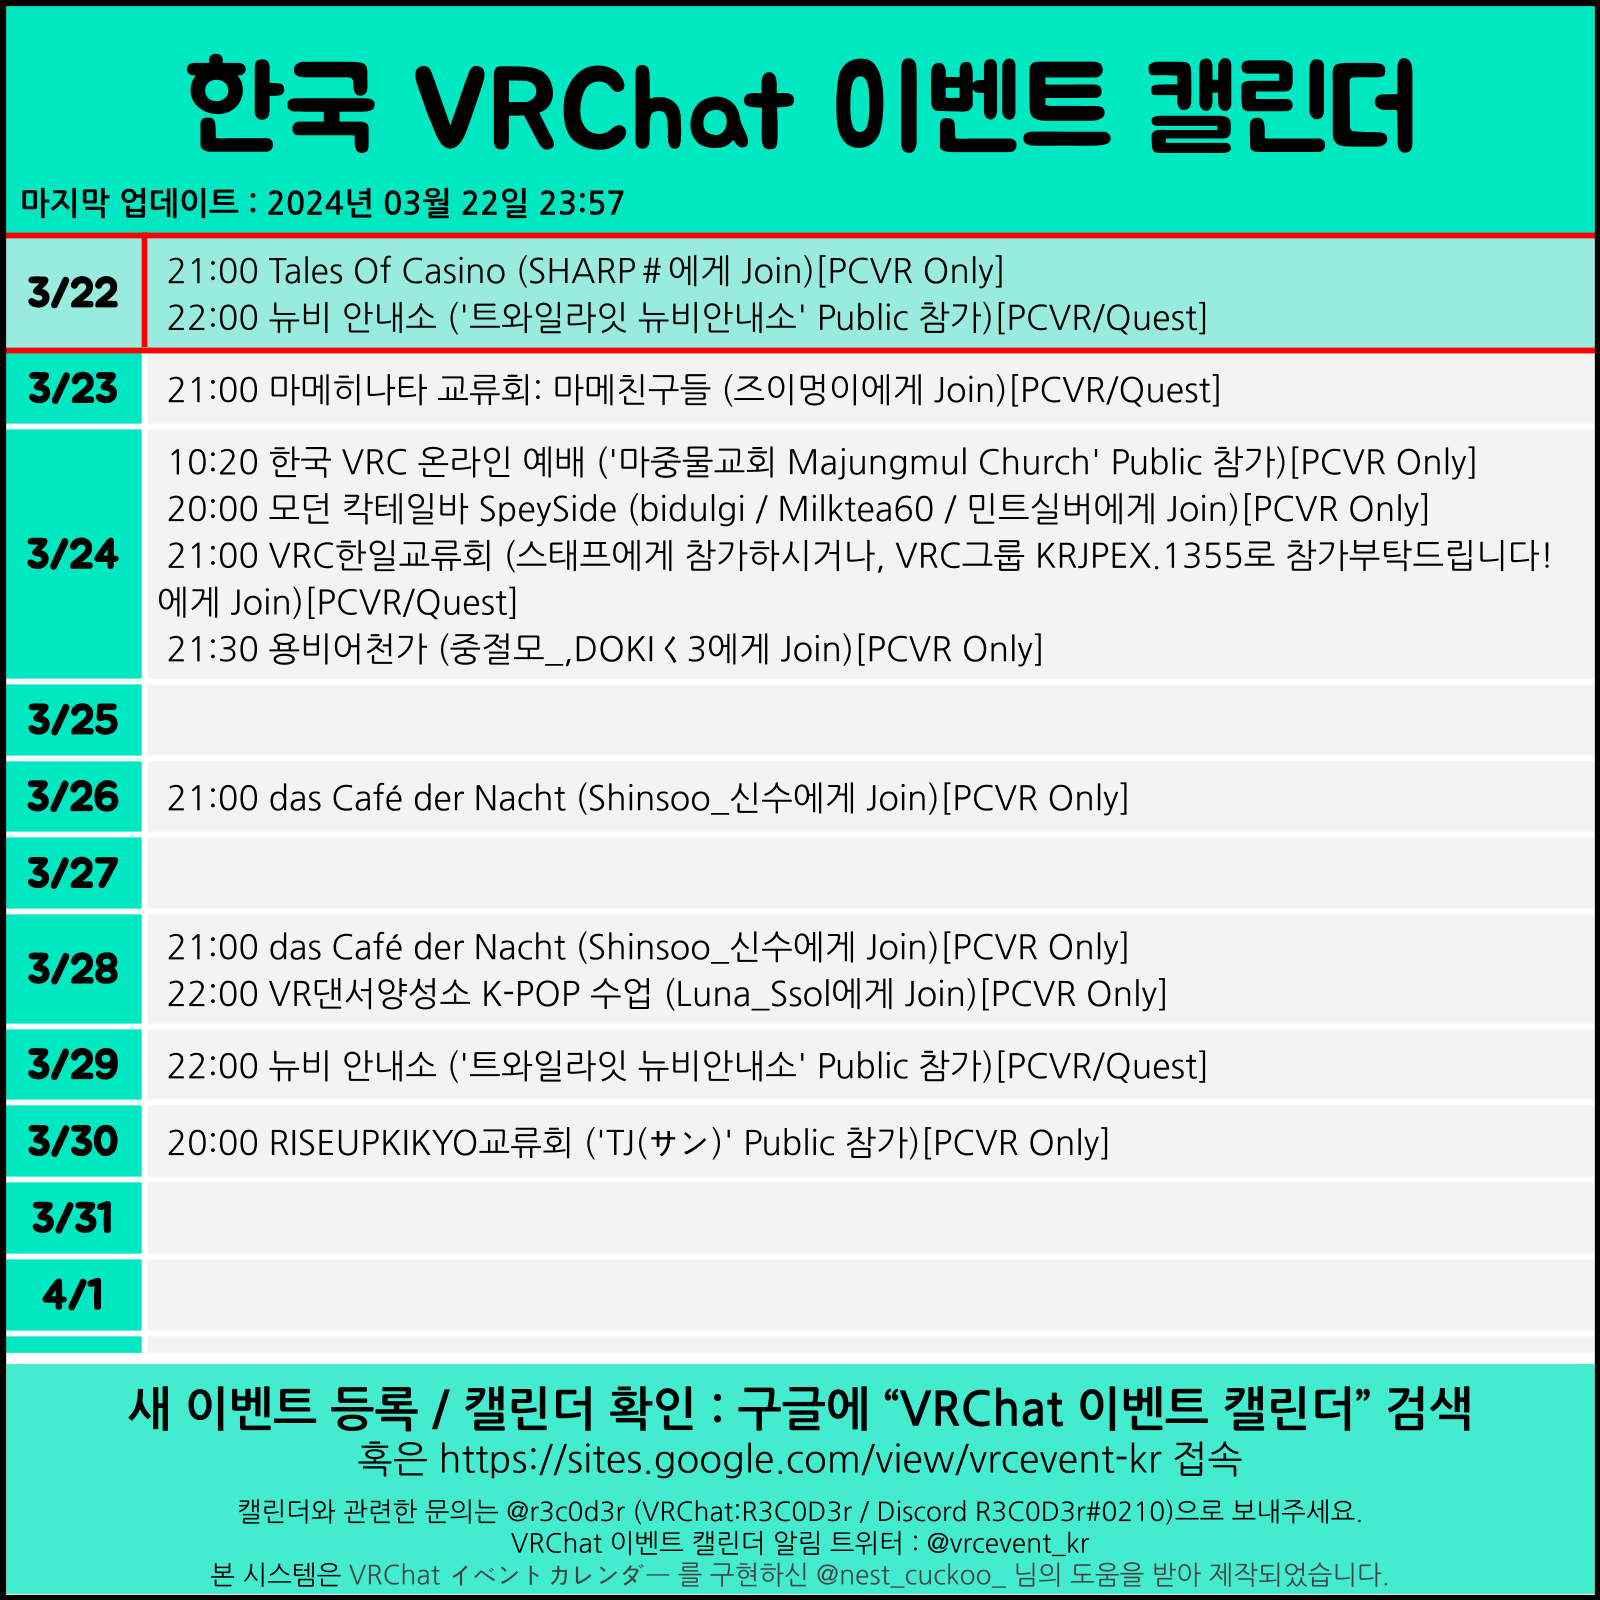 한국 VRChat 이벤트 캘린더
마지막 업데이트 : 2024년 03월 22일 23:57
3/22
21:00 Tales Of Casino (SHARP＃에게 Join)[PCVR Only]
22:00 뉴비 안내소 ('트와일라잇 뉴비안내소' Public 참가)[PCVR/Quest]
3/23
21:00 마메히나타 교류회: 마메친구들 (즈이멍이에게 Join)[PCVR/Quest]
3/24
10:20 한국 VRC 온라인 예배 ('마중물교회 Majungmul Church' Public 참가)[PCVR Only]
20:00 모던 칵테일바 SpeySide (bidulgi / Milktea60 / 민트실버에게 Join)[PCVR Only]
21:00 VRC한일교류회 (스태프에게 참가하시거나, VRC그룹 KRJPEX.1355로 참가부탁드립니다!
에게 Join)[PCVR/Quest]
21:30 용비어천가 (중절모_,DOKIく3에게 Join)[PCVR Only]
3/25
3/26
21:00 das Café der Nacht (Shinsoo_신수에게 Join)[PCVR Only]
3/27
3/28
21:00 das Café der Nacht (Shinsoo_신수에게 Join)[PCVR Only]
22:00 VR댄서양성소 K-POP 수업 (Luna_Ssol에게 Join)[PCVR Only]
3/29
22:00 뉴비 안내소 ('트와일라잇 뉴비안내소' Public 참가)[PCVR/Quest]
3/30
20:00 RISEUPKIKYO교류회 ('TJ(サン)' Public 참가)[PCVR Only]
3/31
4/1
새 이벤트 등록 / 캘린더 확인 : 구글에 “VRChat 이벤트 캘린더” 검색
혹은 https://sites.google.com/view/vrcevent-kr 접속
캘린더와 관련한 문의는 @r3c0d3r (VRChat:R3C0D3r / Discord R3C0D3r#0210)으로 보내주세요.
VRChat 이벤트 캘린더 알림 트위터 : @vrcevent_kr
본 시스템은 VRChat イベントカレンダー 를 구현하신 @nest_cuckoo_ 님의 도움을 받아 제작되었습니다.